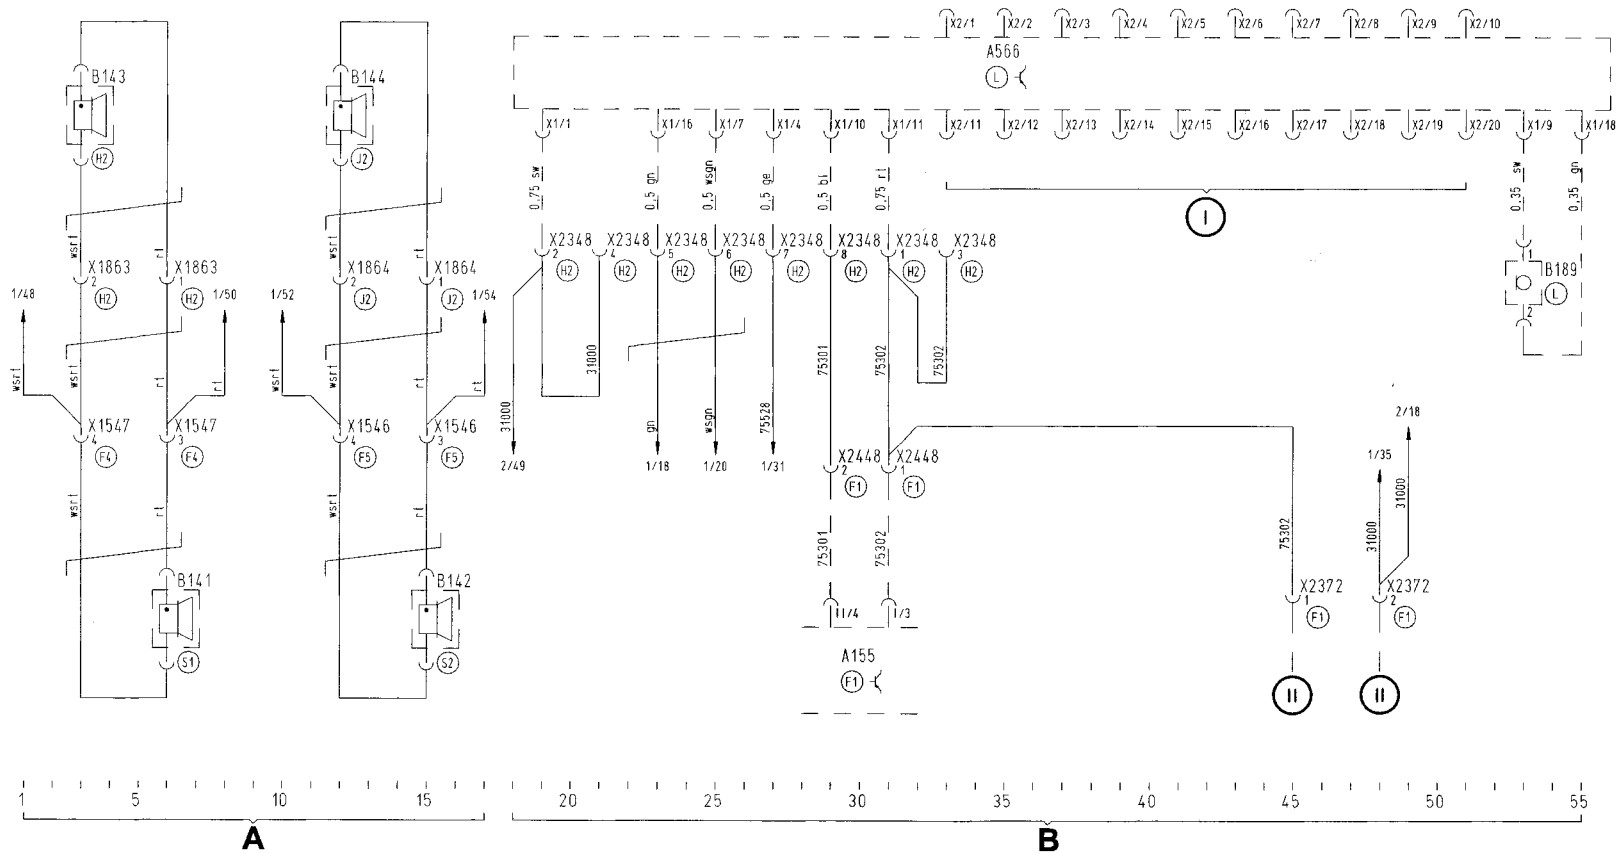 X2/1 X2/2 X2/3 X2/4 X2/5 X2/6 X2/7 X2/8 X2/9 X2/10
A566
L
B143 B144
X1/1 X1/16 X1/7 X1/4 X1/10 X1/11 X2/11 X2/12 X2/13 X2/14 X2/15 X2/16 X2/17 X2/18 X2/19 X2/20 X1/9 X1/18
H2 J2
0,75 sw 0,5 gn 0,5 wsgn 0,5 ge 0,5 bl 0,75 rt 0,35 sw 0,35 gn
I
wsrt rt wsrt rt
X2348 X2348 X2348 X2348 X2348 X2348 X2348 X2348
2 4 5 6 7 8 1 3
H2 H2 H2 H2 H2 H2 H2 H2
X1863 X1863 X1864 X1864
2 1 2 1
H2 H2 J2 J2
1 B189
L
2
1/48 1/50 1/52 1/54
wsrt wsrt rt rt wsrt wsrt rt rt
31000 75301 75302 75302
31000 gn wsgn 75528
X1547 X1547 X1546 X1546
4 3 4 3
F4 F4 F5 F5
2/49 1/18 1/20 1/31
X2448 X2448
2 1
F1 F1
2/18
1/35
31000
75302 31000
wsrt rt wsrt rt
75301 75302
B141 B142
S1 S2
X2372 X2372
1 2
F1 F1
11/4 1/3
A155
F1
II II
1 5 10 15 20 25 30 35 40 45 50 55
A B